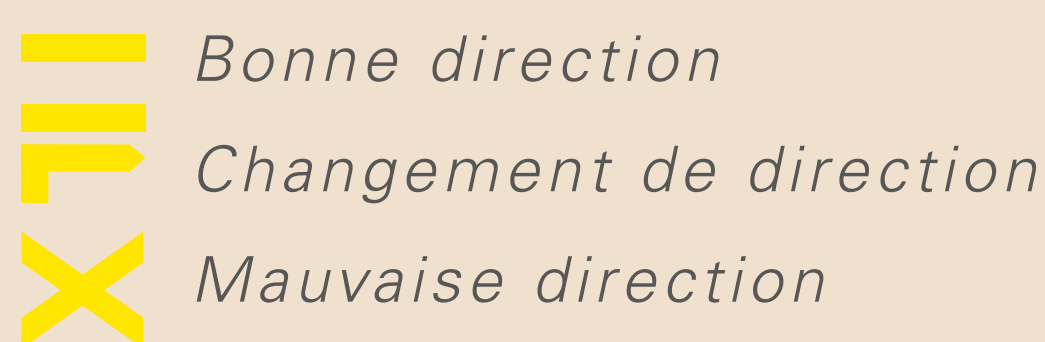 Bonne direction
Changement de direction
Mauvaise direction